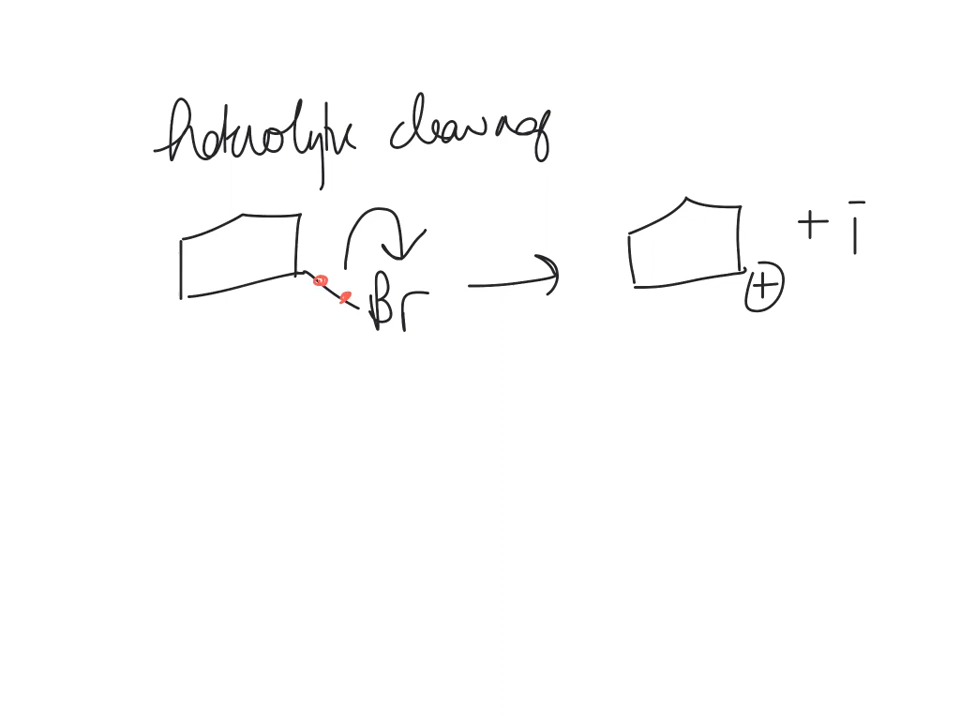 heterolytic cleavage
Br → ⊕ + I⁻